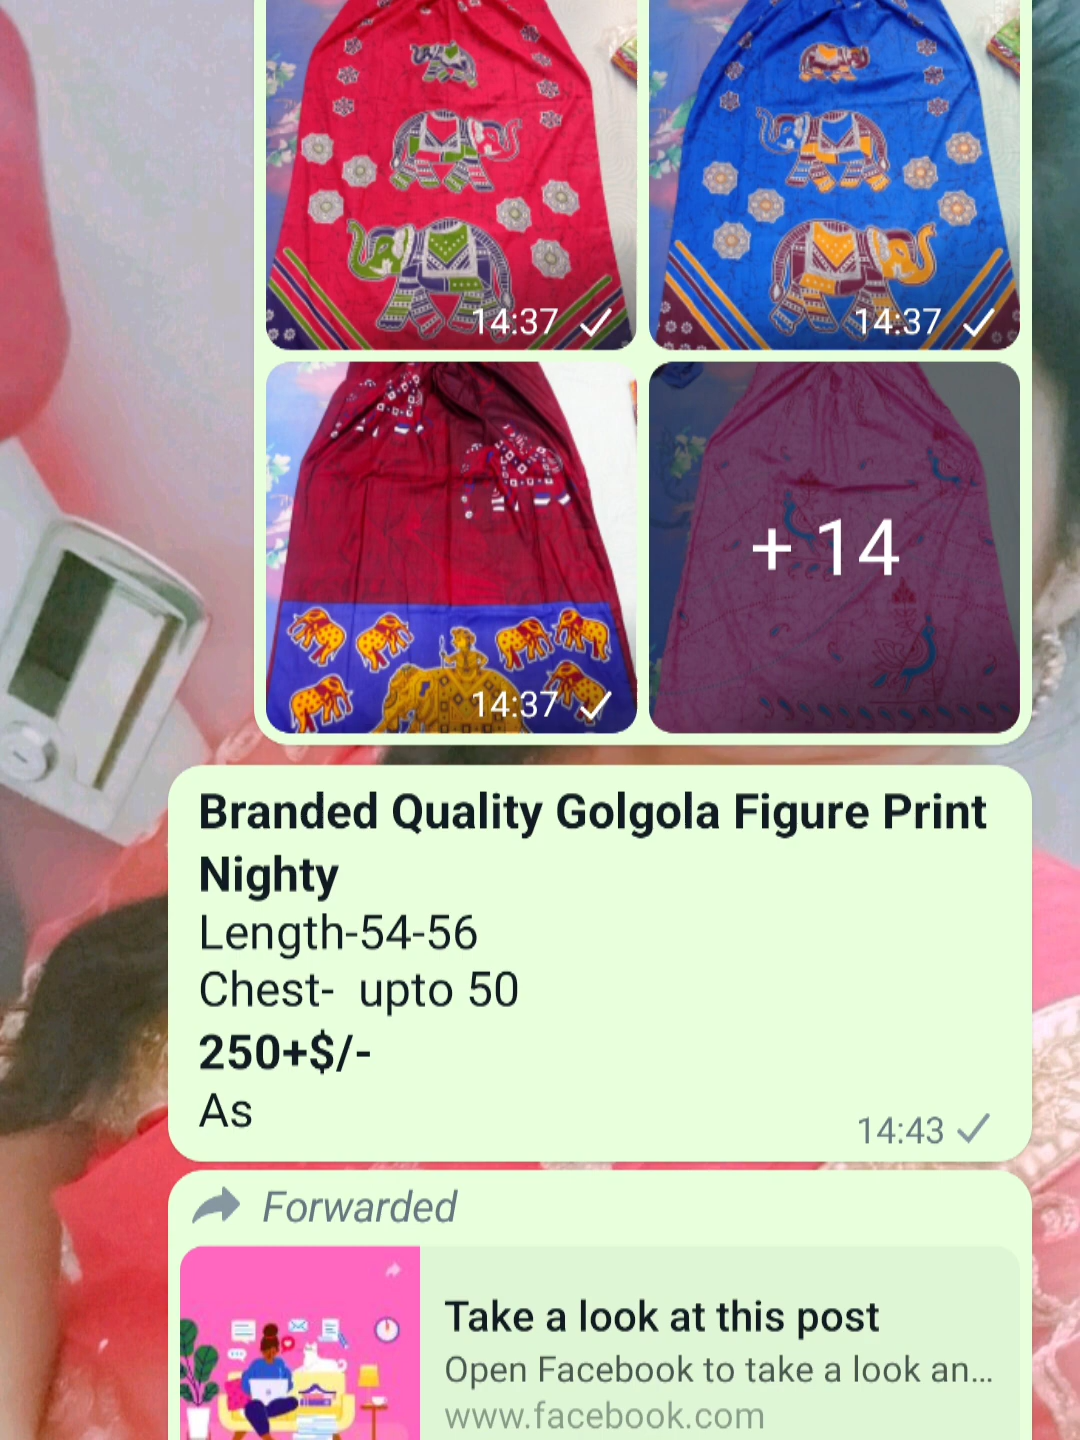 14:37
14:37
14:37
+ 14
Branded Quality Golgola Figure Print
Nighty
Length-54-56
Chest- upto 50
250+$/-
As
14:43
Forwarded
Take a look at this post
Open Facebook to take a look an...
www.facebook.com